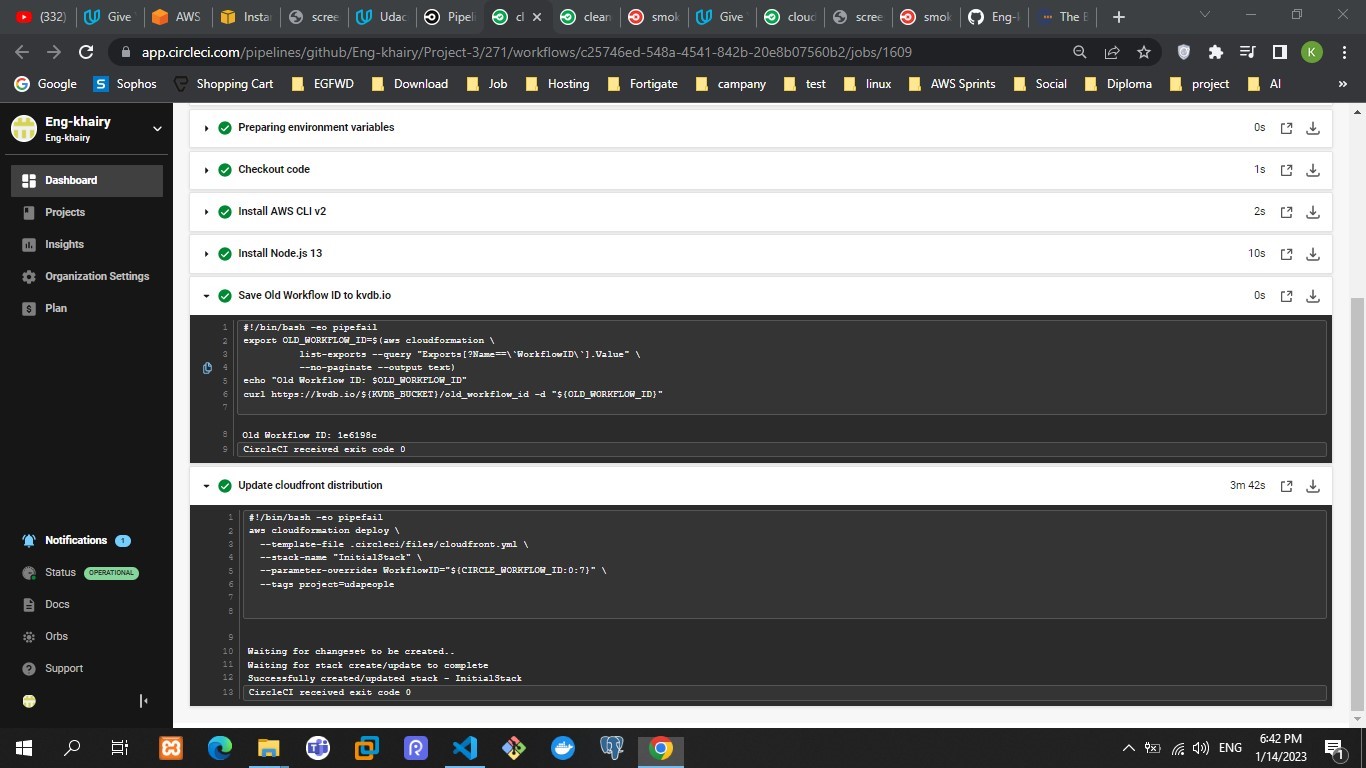 (332)
Give
AWS
Insta
scree
Udac
Pipeli
cl
clean
smok
Give
cloud
scree
smok
Eng-k
The B
app.circleci.com/pipelines/github/Eng-khairy/Project-3/271/workflows/c25746ed-548a-4541-842b-20e8b07560b2/jobs/1609
K
Google
Sophos
Shopping Cart
EGFWD
Download
Job
Hosting
Fortigate
campany
test
linux
AWS Sprints
Social
Diploma
project
AI
»
Eng-khairy
Eng-khairy
Dashboard
Projects
Insights
Organization Settings
Plan
Notifications 1
Status OPERATIONAL
Docs
Orbs
Support
Preparing environment variables 0s
Checkout code 1s
Install AWS CLI v2 2s
Install Node.js 13 10s
Save Old Workflow ID to kvdb.io 0s
1 #!/bin/bash -eo pipefail
2 export OLD_WORKFLOW_ID=$(aws cloudformation \
3 list-exports --query "Exports[?Name==\`WorkflowID\`].Value" \
4 --no-paginate --output text)
5 echo "Old Workflow ID: $OLD_WORKFLOW_ID"
6 curl https://kvdb.io/${KVDB_BUCKET}/old_workflow_id -d "${OLD_WORKFLOW_ID}"
7
8 Old Workflow ID: 1e6198c
9 CircleCI received exit code 0
Update cloudfront distribution 3m 42s
1 #!/bin/bash -eo pipefail
2 aws cloudformation deploy \
3 --template-file .circleci/files/cloudfront.yml \
4 --stack-name "InitialStack" \
5 --parameter-overrides WorkflowID="${CIRCLE_WORKFLOW_ID:0:7}" \
6 --tags project=udapeople
7
8
9
10 Waiting for changeset to be created..
11 Waiting for stack create/update to complete
12 Successfully created/updated stack - InitialStack
13 CircleCI received exit code 0
ENG
6:42 PM
1/14/2023
1